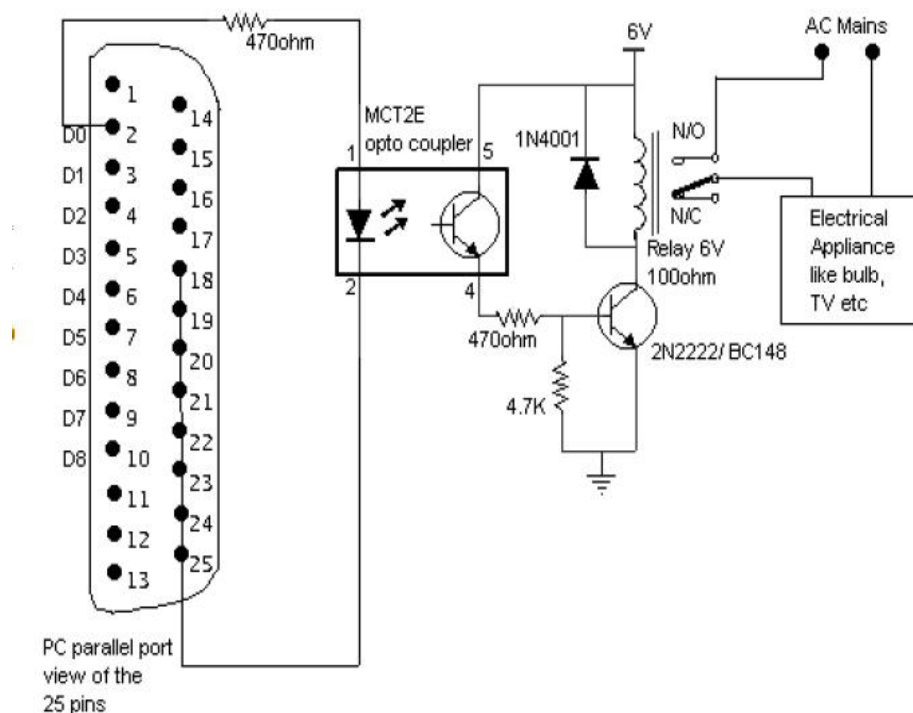 470ohm
6V
AC Mains
1
14
D0
2
15
D1
3
16
D2
4
17
D3
5
18
D4
6
19
D5
7
20
D6
8
21
D7
9
22
D8
10
23
11
24
12
25
13
MCT2E
opto coupler
1
5
2
4
1N4001
N/O
N/C
Relay 6V
100ohm
Electrical
Appliance
like bulb,
TV etc
470ohm
2N2222/ BC148
4.7K
PC parallel port
view of the
25 pins